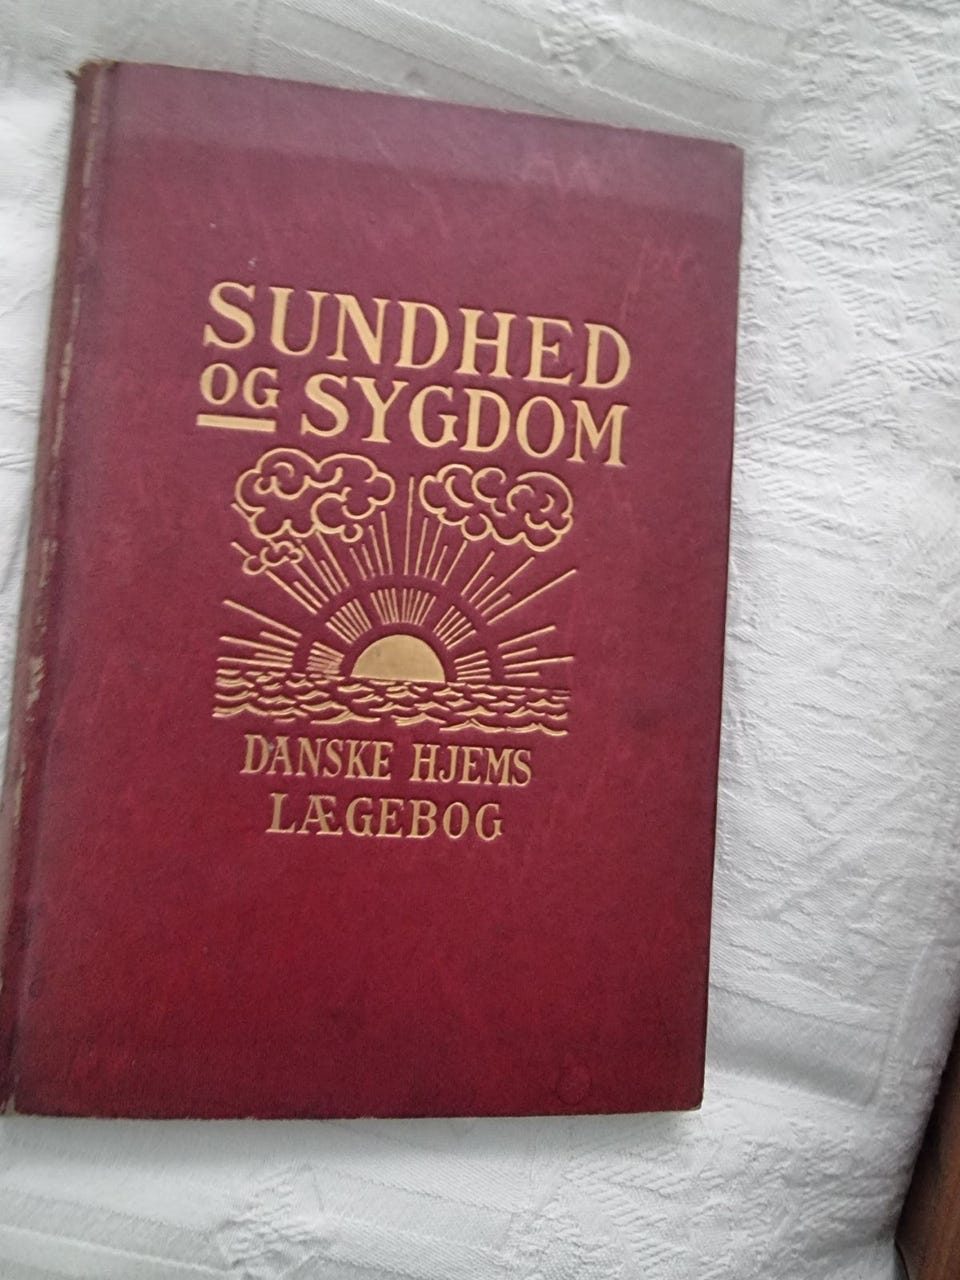 SUNDHED
OG SYGDOM
DANSKE HJEMS
LÆGEBOG